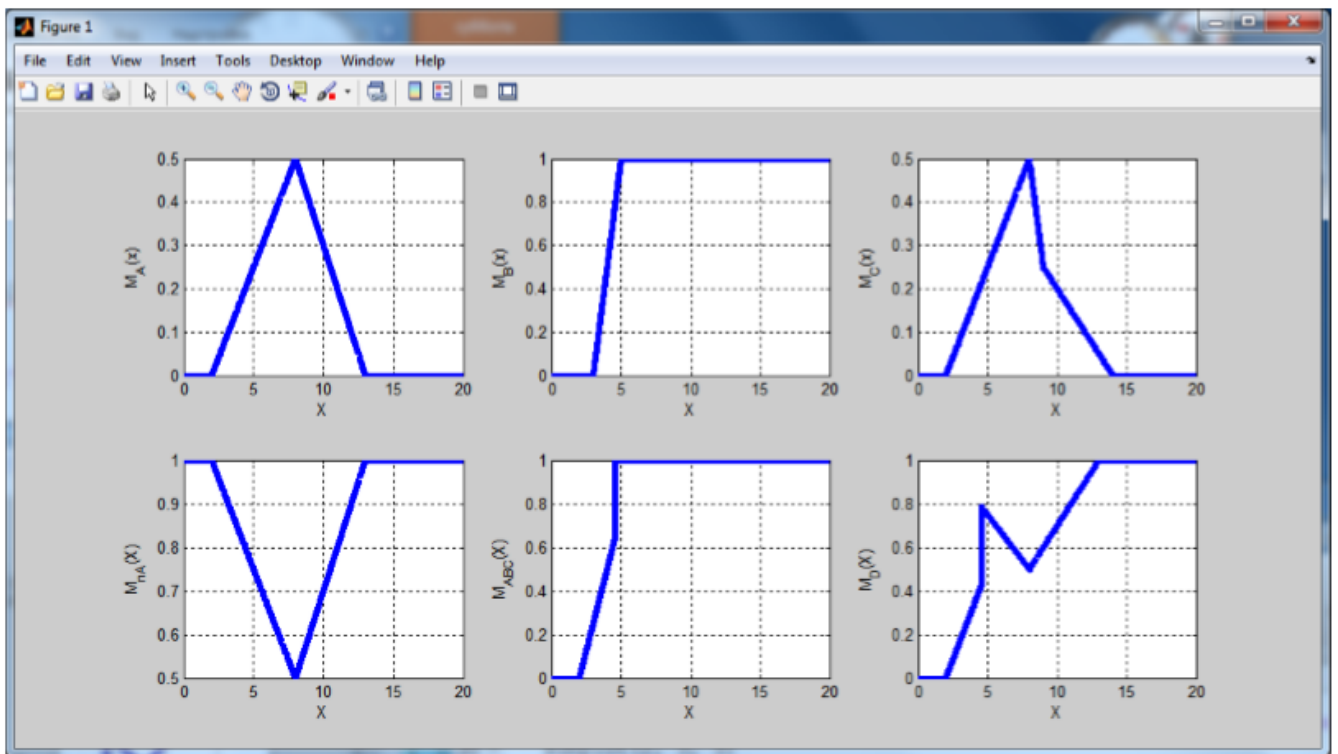 Figure 1
File Edit View Insert Tools Desktop Window Help
0.5
0.4
0.3
0.2
0.1
0
M_A(x)
0 5 10 15 20
X
1
0.8
0.6
0.4
0.2
0
M_B(x)
0 5 10 15 20
X
0.5
0.4
0.3
0.2
0.1
0
M_C(x)
0 5 10 15 20
X
1
0.9
0.8
0.7
0.6
0.5
M_nA(X)
0 5 10 15 20
X
1
0.8
0.6
0.4
0.2
0
M_ABC(X)
0 5 10 15 20
X
1
0.8
0.6
0.4
0.2
0
M_D(X)
0 5 10 15 20
X